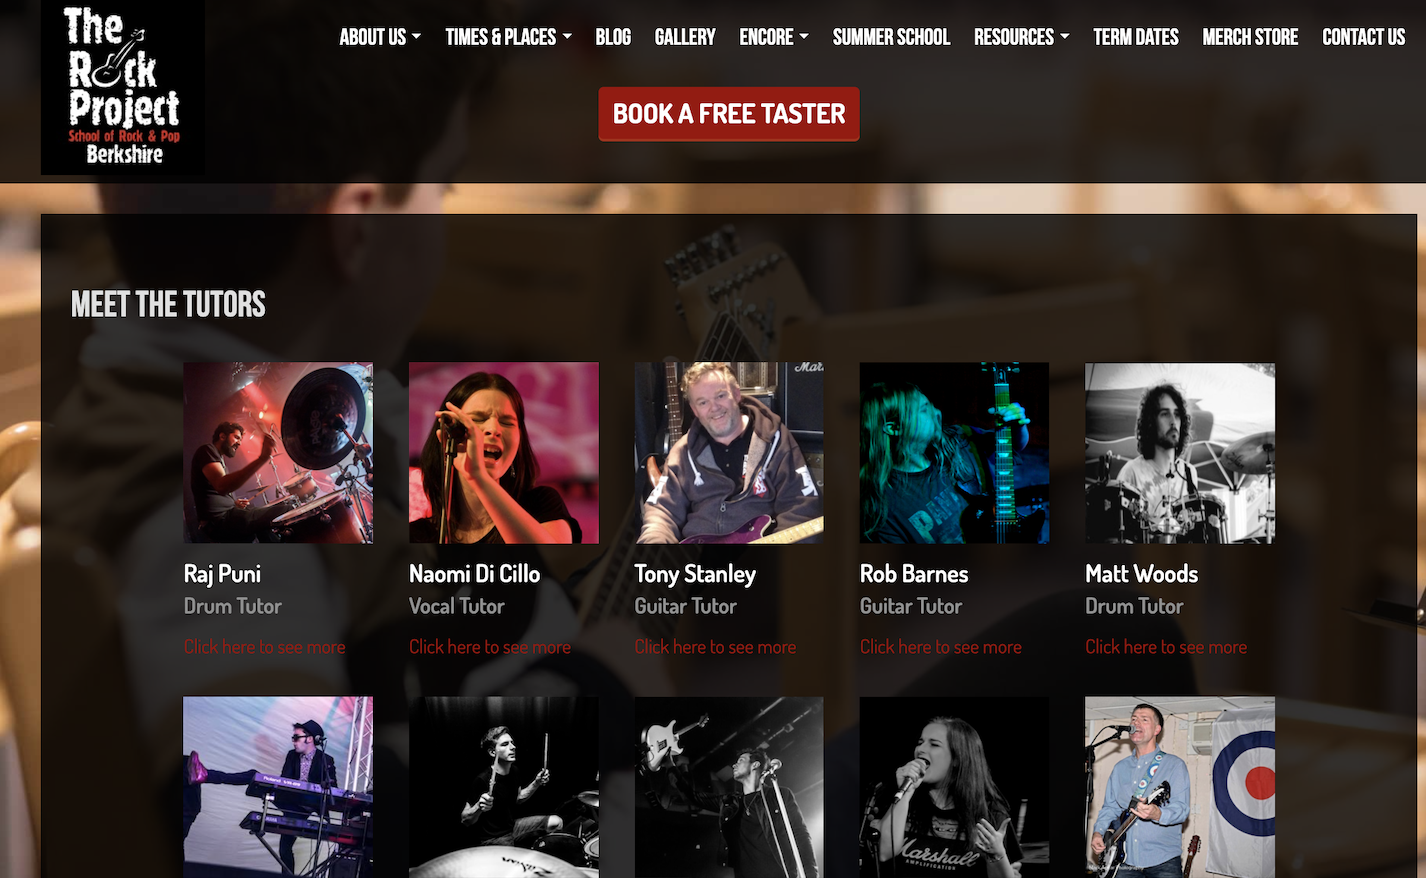 The
Rock
Project
School of Rock & Pop
Berkshire
ABOUT US TIMES & PLACES BLOG GALLERY ENCORE SUMMER SCHOOL RESOURCES TERM DATES MERCH STORE CONTACT US
BOOK A FREE TASTER
MEET THE TUTORS
Raj Puni
Drum Tutor
Click here to see more
Naomi Di Cillo
Vocal Tutor
Click here to see more
Tony Stanley
Guitar Tutor
Click here to see more
Rob Barnes
Guitar Tutor
Click here to see more
Matt Woods
Drum Tutor
Click here to see more
Roland
Marshall
AMPLIFICATION